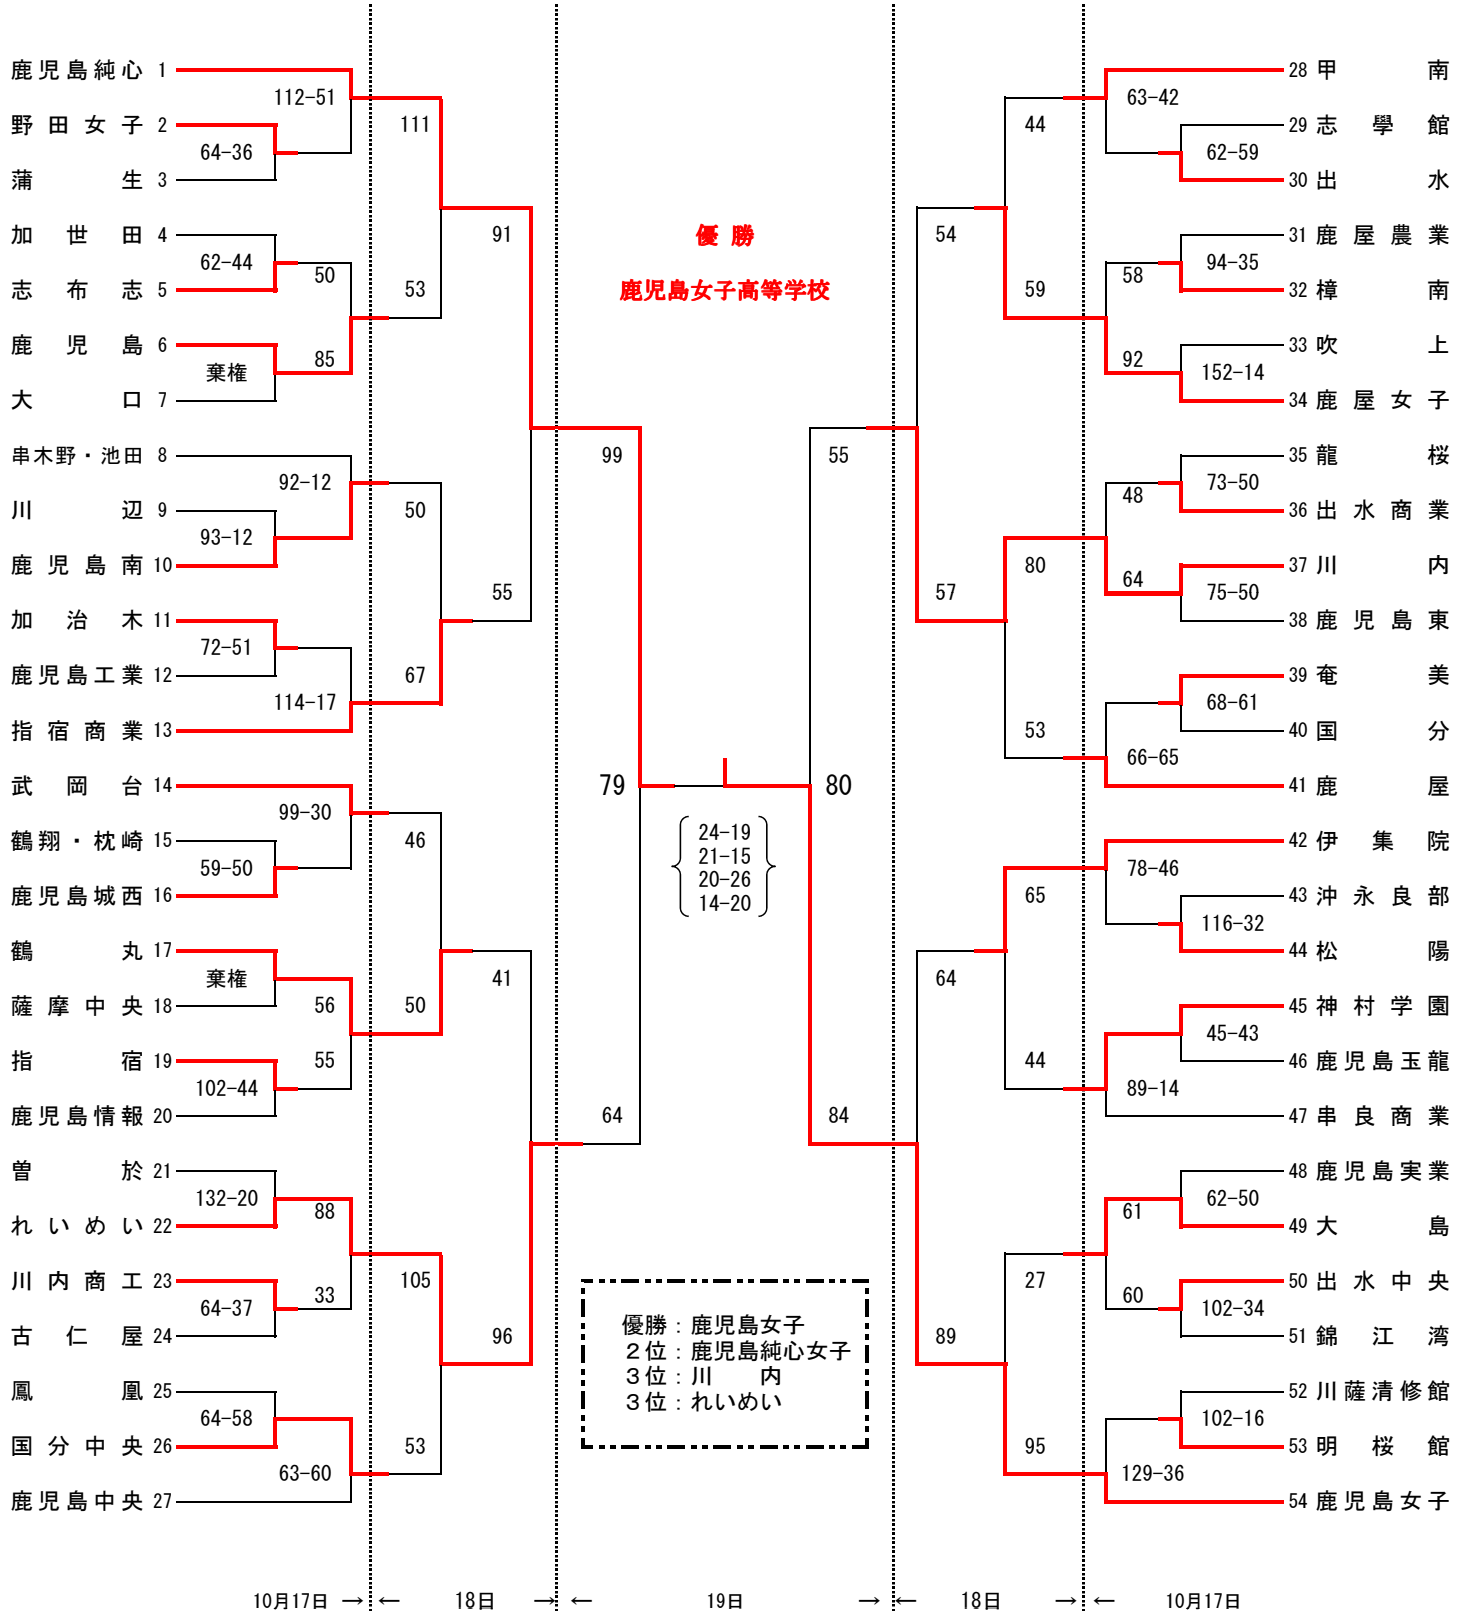 鹿児島純心 1
112-51
野田女子 2
64-36
蒲生 3
111
加世田 4
62-44
志布志 5
50
53
鹿児島 6
85
棄権
大口 7
91
串木野・池田 8
92-12
川辺 9
93-12
鹿児島南 10
50
加治木 11
72-51
鹿児島工業 12
114-17
指宿商業 13
67
55
99
武岡台 14
99-30
鶴翔・枕崎 15
59-50
鹿児島城西 16
46
鶴丸 17
棄権
薩摩中央 18
56
50
指宿 19
55
102-44
鹿児島情報 20
41
曽於 21
132-20
れいめい 22
88
川内商工 23
33
64-37
古仁屋 24
105
鳳凰 25
64-58
国分中央 26
63-60
鹿児島中央 27
53
96
64
優勝
鹿児島女子高等学校
79
80
24-19
21-15
20-26
14-20
優勝：鹿児島女子
２位：鹿児島純心女子
３位：川内
３位：れいめい
28 甲南
63-42
29 志學館
62-59
30 出水
44
31 鹿屋農業
94-35
32 樟南
58
59
33 吹上
92
152-14
34 鹿屋女子
54
35 龍桜
73-50
36 出水商業
48
37 川内
64
75-50
38 鹿児島東
80
57
39 奄美
68-61
40 国分
66-65
41 鹿屋
53
55
42 伊集院
78-46
43 沖永良部
116-32
44 松陽
65
64
45 神村学園
45-43
46 鹿児島玉龍
89-14
47 串良商業
44
84
48 鹿児島実業
62-50
49 大島
61
50 出水中央
60
102-34
51 錦江湾
27
89
52 川薩清修館
102-16
53 明桜館
129-36
54 鹿児島女子
95
10月17日 → ← 18日 → ← 19日 → ← 18日 → ← 10月17日